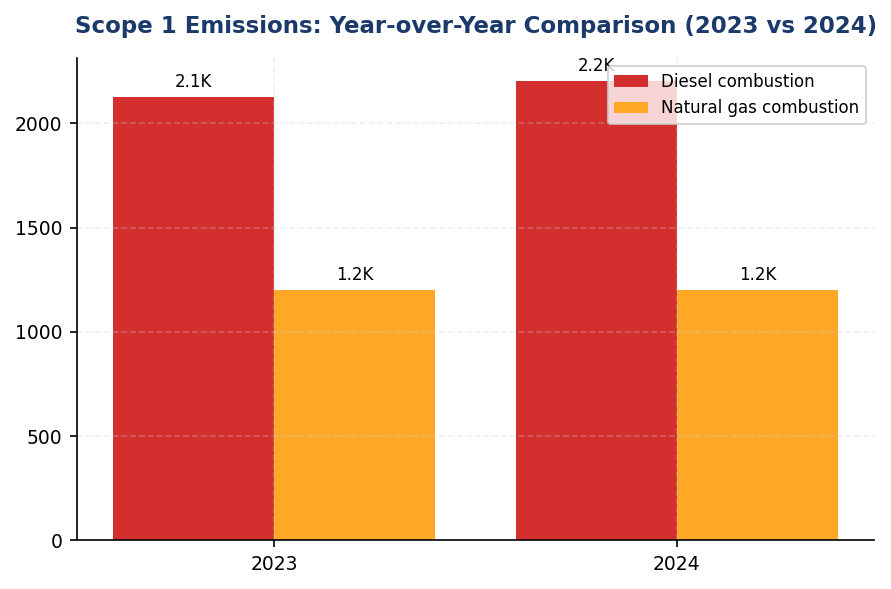 Scope 1 Emissions: Year-over-Year Comparison (2023 vs 2024)
2.1K
1.2K
2.2K
1.2K
Diesel combustion
Natural gas combustion
2000
1500
1000
500
0
2023
2024